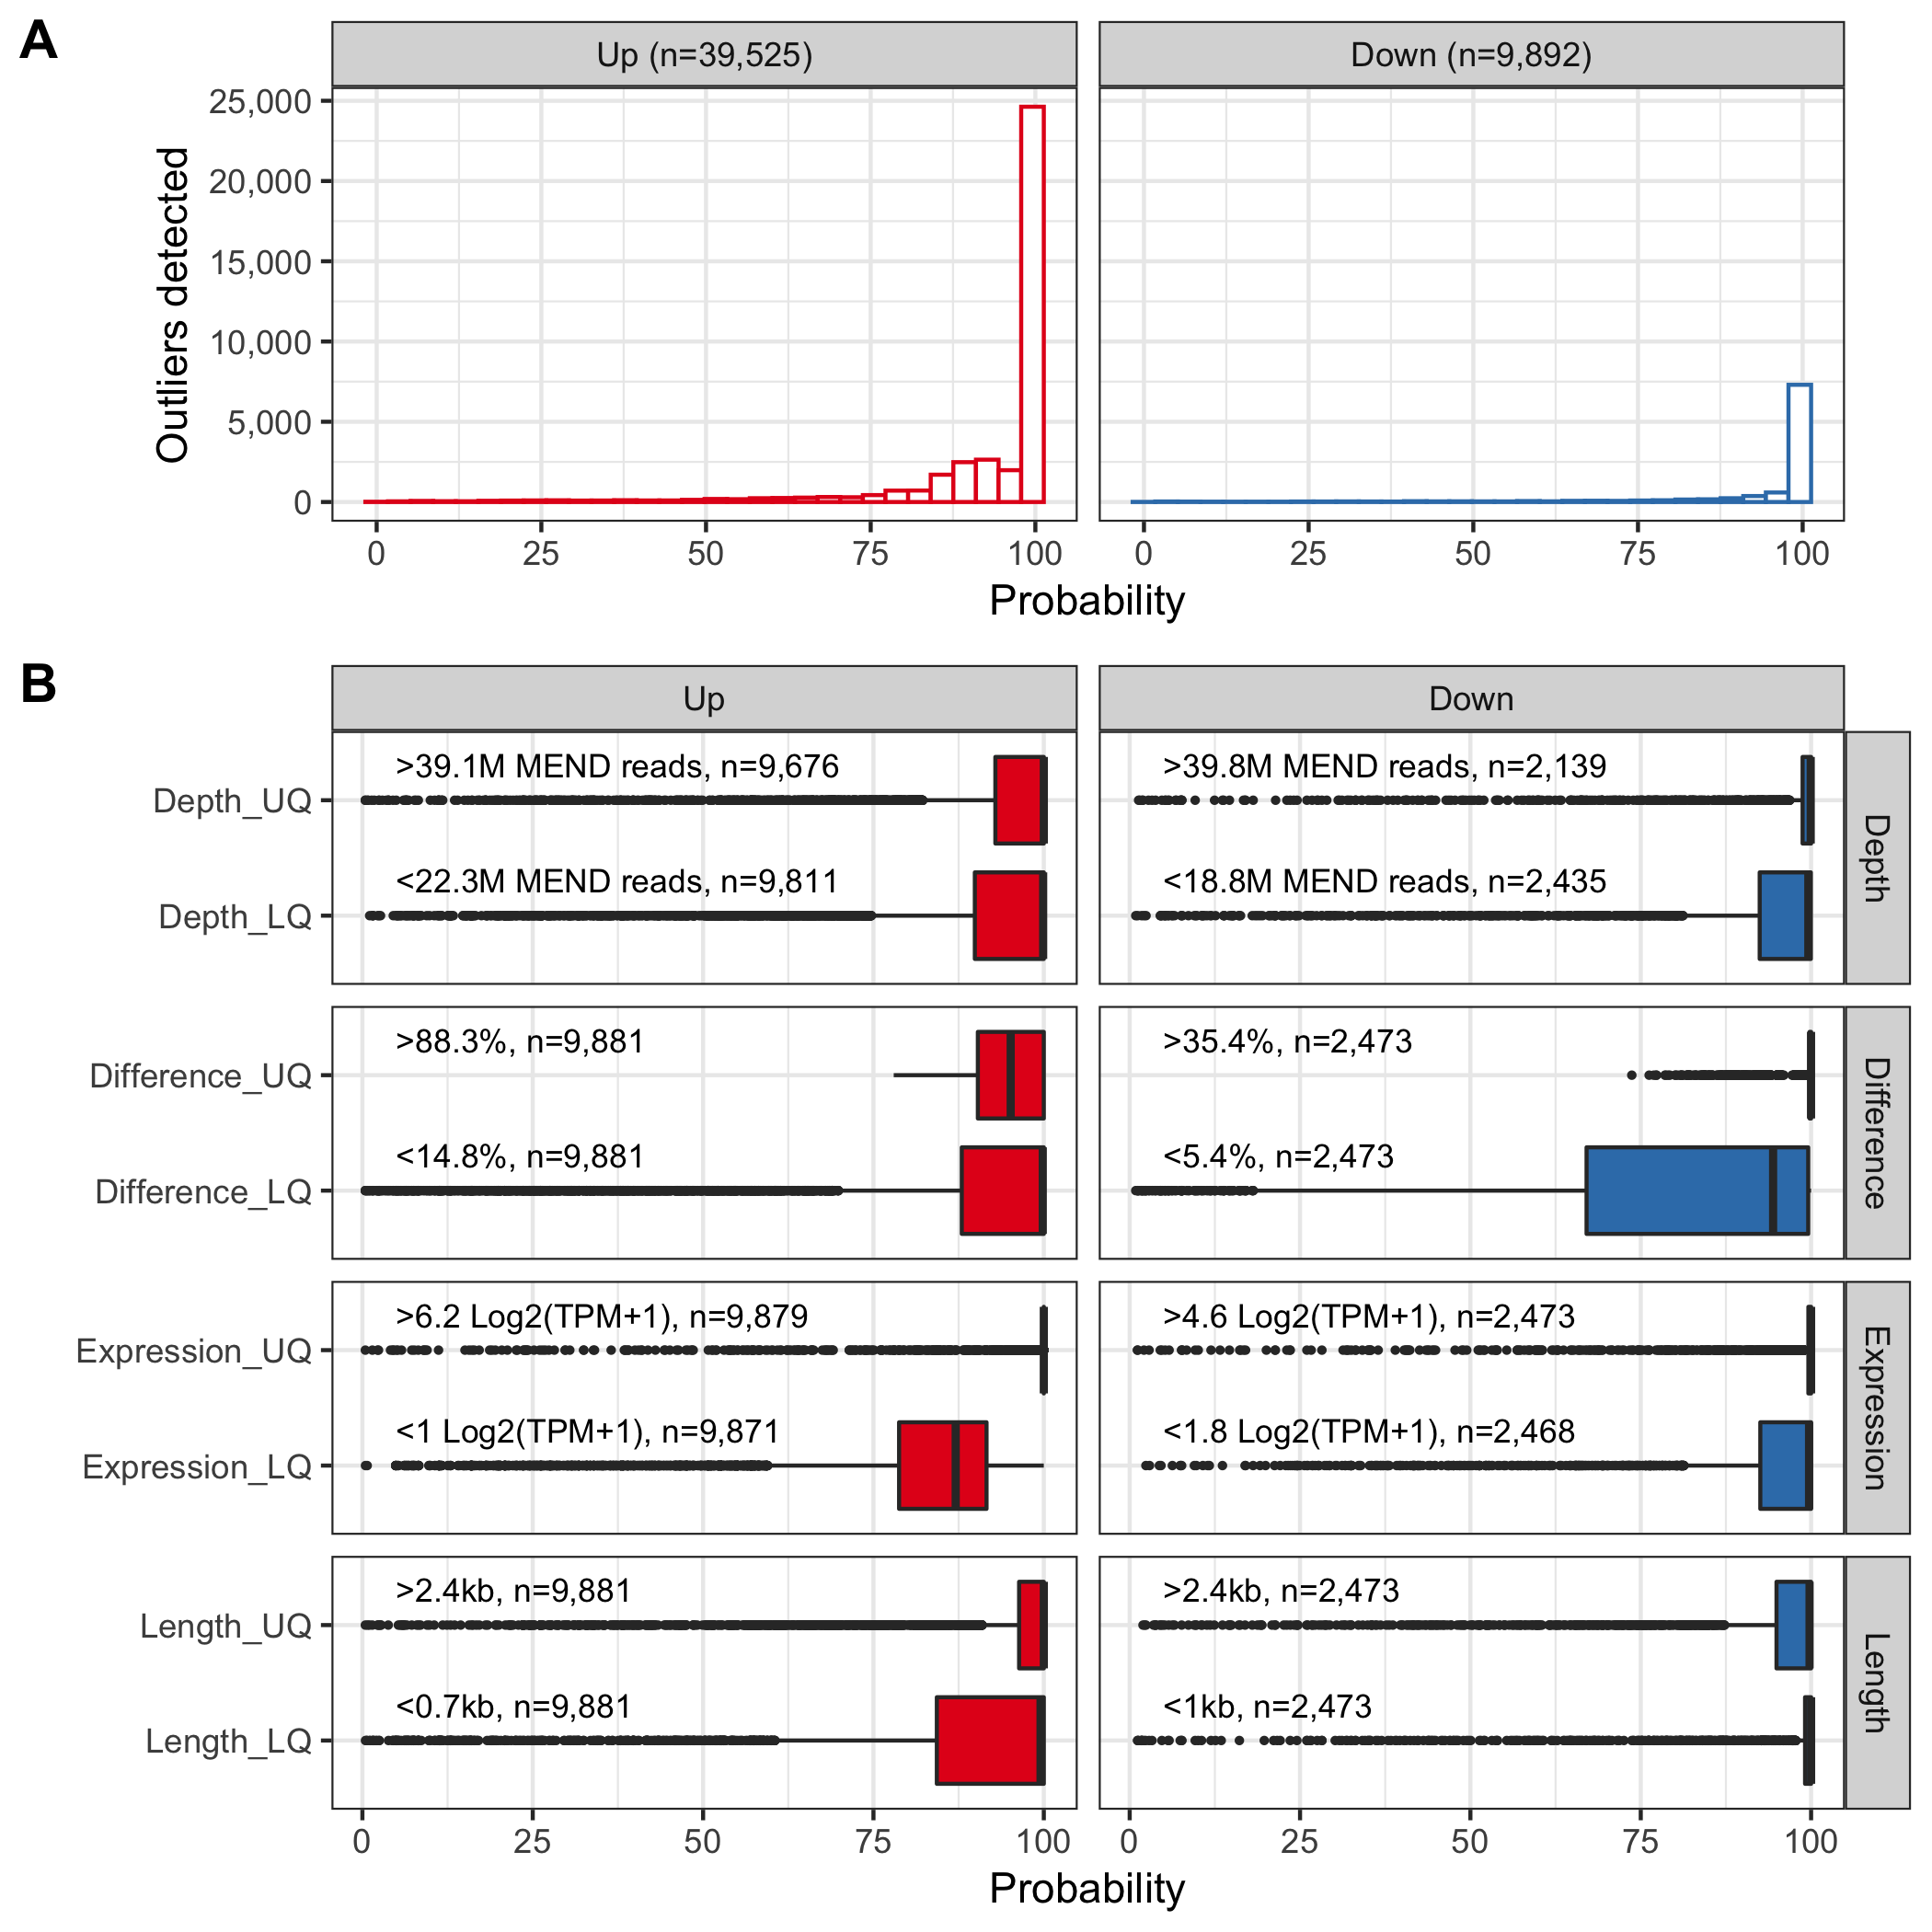 A
Up (n=39,525)
Down (n=9,892)
Outliers detected
25,000
20,000
15,000
10,000
5,000
0
0 25 50 75 100
0 25 50 75 100
Probability
B
Up
Down
Depth_UQ
>39.1M MEND reads, n=9,676
>39.8M MEND reads, n=2,139
Depth_LQ
<22.3M MEND reads, n=9,811
<18.8M MEND reads, n=2,435
Depth
Difference_UQ
>88.3%, n=9,881
>35.4%, n=2,473
Difference_LQ
<14.8%, n=9,881
<5.4%, n=2,473
Difference
Expression_UQ
>6.2 Log2(TPM+1), n=9,879
>4.6 Log2(TPM+1), n=2,473
Expression_LQ
<1 Log2(TPM+1), n=9,871
<1.8 Log2(TPM+1), n=2,468
Expression
Length_UQ
>2.4kb, n=9,881
>2.4kb, n=2,473
Length_LQ
<0.7kb, n=9,881
<1kb, n=2,473
Length
0 25 50 75 100
0 25 50 75 100
Probability